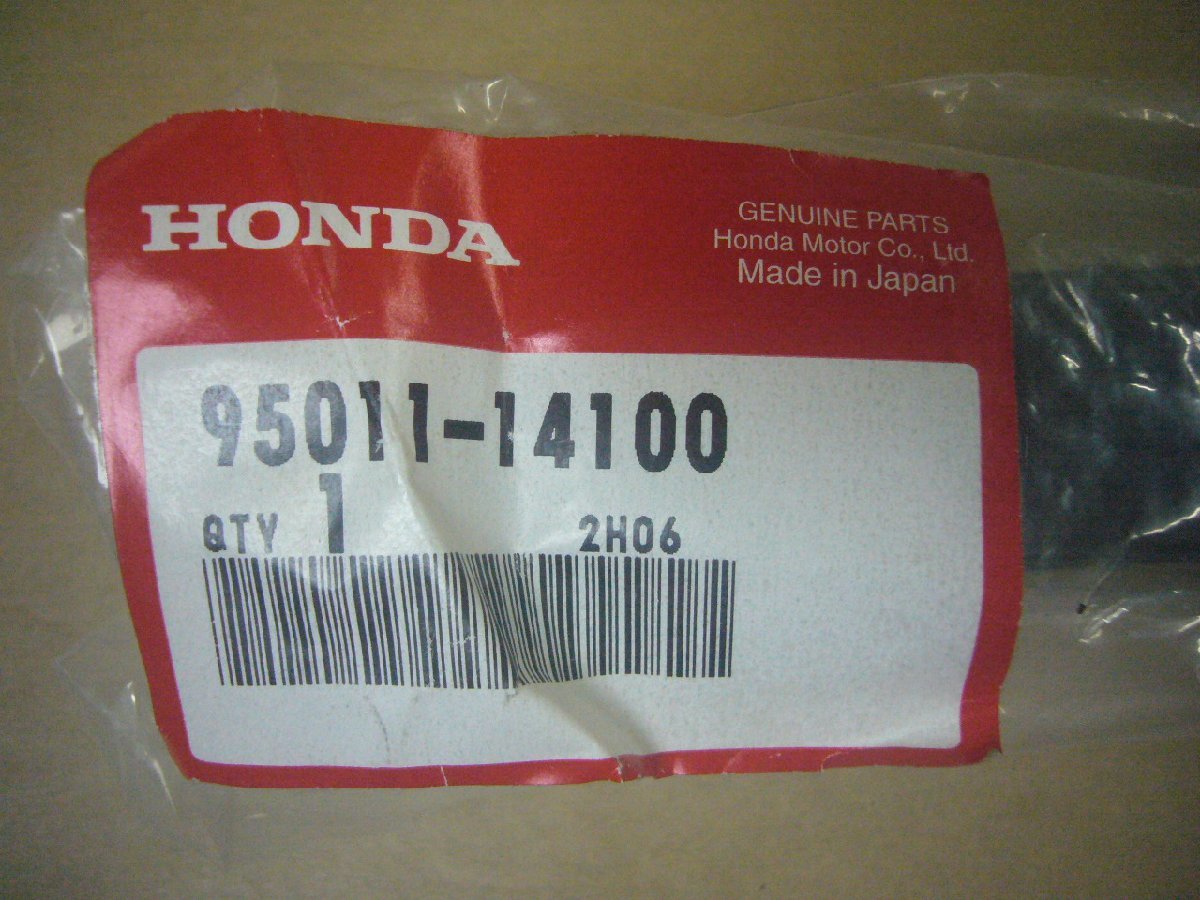 HONDA
GENUINE PARTS
Honda Motor Co., Ltd.
Made in Japan
95011-14100
QTY 1 2H06